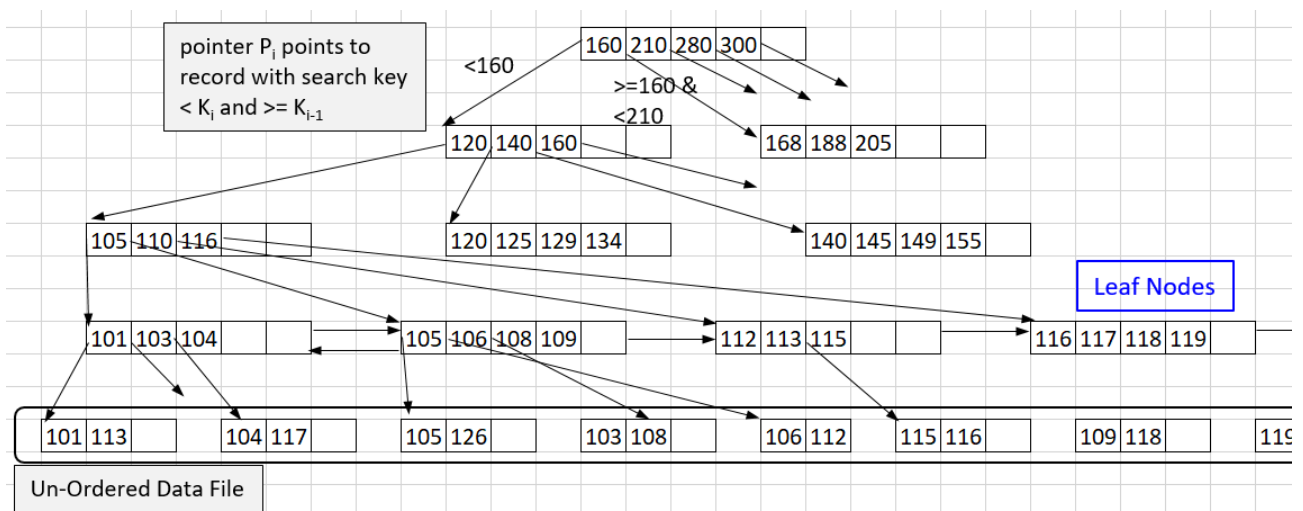 pointer Pi points to
record with search key
< Ki and >= Ki-1
160 210 280 300
<160
>=160 &
<210
120 140 160
168 188 205
105 110 116
120 125 129 134
140 145 149 155
Leaf Nodes
101 103 104
105 106 108 109
112 113 115
116 117 118 119
101 113
104 117
105 126
103 108
106 112
115 116
109 118
119
Un-Ordered Data File